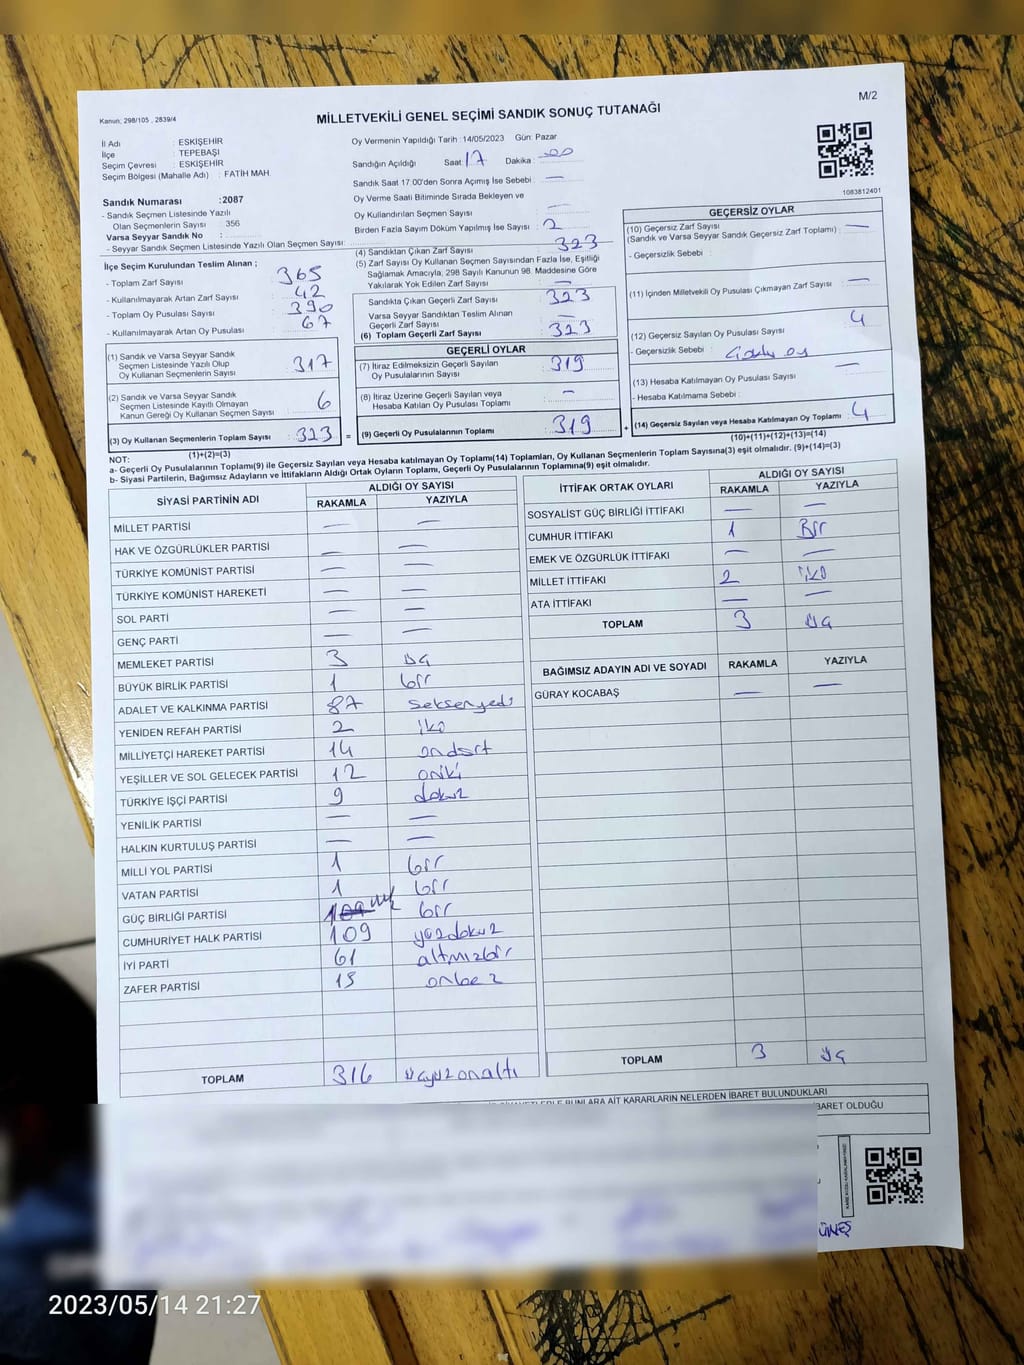 M/2
Kanun; 298/105 , 2839/4
MİLLETVEKİLİ GENEL SEÇİMİ SANDIK SONUÇ TUTANAĞI
İl Adı : ESKİŞEHİR
İlçe : TEPEBAŞI
Seçim Çevresi : ESKİŞEHİR
Seçim Bölgesi (Mahalle Adı) : FATİH MAH.
Sandık Numarası :2087
- Sandık Seçmen Listesinde Yazılı
Olan Seçmenlerin Sayısı : 356
Varsa Seyyar Sandık No :
- Seyyar Sandık Seçmen Listesinde Yazılı Olan Seçmen Sayısı:
Oy Vermenin Yapıldığı Tarih :14/05/2023 Gün: Pazar
Sandığın Açıldığı Saat 17 Dakika :
Sandık Saat 17:00'den Sonra Açımış İse Sebebi : —
Oy Verme Saati Bitiminde Sırada Bekleyen ve
Oy Kullandırılan Seçmen Sayısı : —
Birden Fazla Sayım Döküm Yapılmış İse Sayısı : 2
1083812401
İlçe Seçim Kurulundan Teslim Alınan ;
- Toplam Zarf Sayısı 365
- Kullanılmayarak Artan Zarf Sayısı 42
- Toplam Oy Pusulası Sayısı 390
- Kullanılmayarak Artan Oy Pusulası 67
(1) Sandık ve Varsa Seyyar Sandık
Seçmen Listesinde Yazılı Olup
Oy Kullanan Seçmenlerin Sayısı 317
(2) Sandık ve Varsa Seyyar Sandık
Seçmen Listesinde Kayıtlı Olmayan
Kanun Gereği Oy Kullanan Seçmen Sayısı 6
(3) Oy Kullanan Seçmenlerin Toplam Sayısı : 323 =
(1)+(2)=(3)
(4) Sandıktan Çıkan Zarf Sayısı 323
(5) Zarf Sayısı Oy Kullanan Seçmen Sayısından Fazla İse, Eşitliği
Sağlamak Amacıyla, 298 Sayılı Kanunun 98. Maddesine Göre
Yakılarak Yok Edilen Zarf Sayısı : —
Sandıkta Çıkan Geçerli Zarf Sayısı 323
Varsa Seyyar Sandıktan Teslim Alınan
Geçerli Zarf Sayısı —
(6) Toplam Geçerli Zarf Sayısı 323
GEÇERLİ OYLAR
(7) İtiraz Edilmeksizin Geçerli Sayılan
Oy Pusulalarının Sayısı 319
(8) İtiraz Üzerine Geçerli Sayılan veya
Hesaba Katılan Oy Pusulası Toplamı —
(9) Geçerli Oy Pusulalarının Toplamı 319 +
GEÇERSİZ OYLAR
(10) Geçersiz Zarf Sayısı —
(Sandık ve Varsa Seyyar Sandık Geçersiz Zarf Toplamı) :
- Geçersizlik Sebebi :
(11) İçinden Milletvekili Oy Pusulası Çıkmayan Zarf Sayısı —
(12) Geçersiz Sayılan Oy Pusulası Sayısı 4
- Geçersizlik Sebebi :
(13) Hesaba Katılmayan Oy Pusulası Sayısı —
- Hesaba Katılmama Sebebi :
(14) Geçersiz Sayılan veya Hesaba Katılmayan Oy Toplamı 4
(10)+(11)+(12)+(13)=(14)
NOT:
a- Geçerli Oy Pusulalarının Toplamı(9) ile Geçersiz Sayılan veya Hesaba katılmayan Oy Toplamı(14) Toplamları, Oy Kullanan Seçmenlerin Toplam Sayısına(3) eşit olmalıdır. (9)+(14)=(3)
b- Siyasi Partilerin, Bağımsız Adayların ve İttifakların Aldığı Ortak Oyların Toplamı, Geçerli Oy Pusulalarının Toplamına(9) eşit olmalıdır.
SİYASİ PARTİNİN ADI ALDIĞI OY SAYISI
RAKAMLA YAZIYLA
MİLLET PARTİSİ — —
HAK VE ÖZGÜRLÜKLER PARTİSİ — —
TÜRKİYE KOMÜNİST PARTİSİ — —
TÜRKİYE KOMÜNİST HAREKETİ — —
SOL PARTİ — —
GENÇ PARTİ — —
MEMLEKET PARTİSİ 3 üç
BÜYÜK BİRLİK PARTİSİ 1 bir
ADALET VE KALKINMA PARTİSİ 87 seksenyedi
YENİDEN REFAH PARTİSİ 2 iki
MİLLİYETÇİ HAREKET PARTİSİ 14 ondört
YEŞİLLER VE SOL GELECEK PARTİSİ 12 oniki
TÜRKİYE İŞÇİ PARTİSİ 9 dokuz
YENİLİK PARTİSİ — —
HALKIN KURTULUŞ PARTİSİ — —
MİLLİ YOL PARTİSİ 1 bir
VATAN PARTİSİ 1 bir
GÜÇ BİRLİĞİ PARTİSİ 1 bir
CUMHURİYET HALK PARTİSİ 109 yüzdokuz
İYİ PARTİ 61 altmışbir
ZAFER PARTİSİ 15 onbeş
TOPLAM 316 üçyüzonaltı
İTTİFAK ORTAK OYLARI ALDIĞI OY SAYISI
RAKAMLA YAZIYLA
SOSYALİST GÜÇ BİRLİĞİ İTTİFAKI — —
CUMHUR İTTİFAKI 1 Bir
EMEK VE ÖZGÜRLÜK İTTİFAKI — —
MİLLET İTTİFAKI 2 iki
ATA İTTİFAKI — —
TOPLAM 3 üç
BAĞIMSIZ ADAYIN ADI VE SOYADI RAKAMLA YAZIYLA
GÜRAY KOCABAŞ — —
TOPLAM 3 üç
BUNLARA AİT KARARLARIN NELERDEN İBARET BULUNDUKLARI
BARET OLDUĞU
2023/05/14 21:27